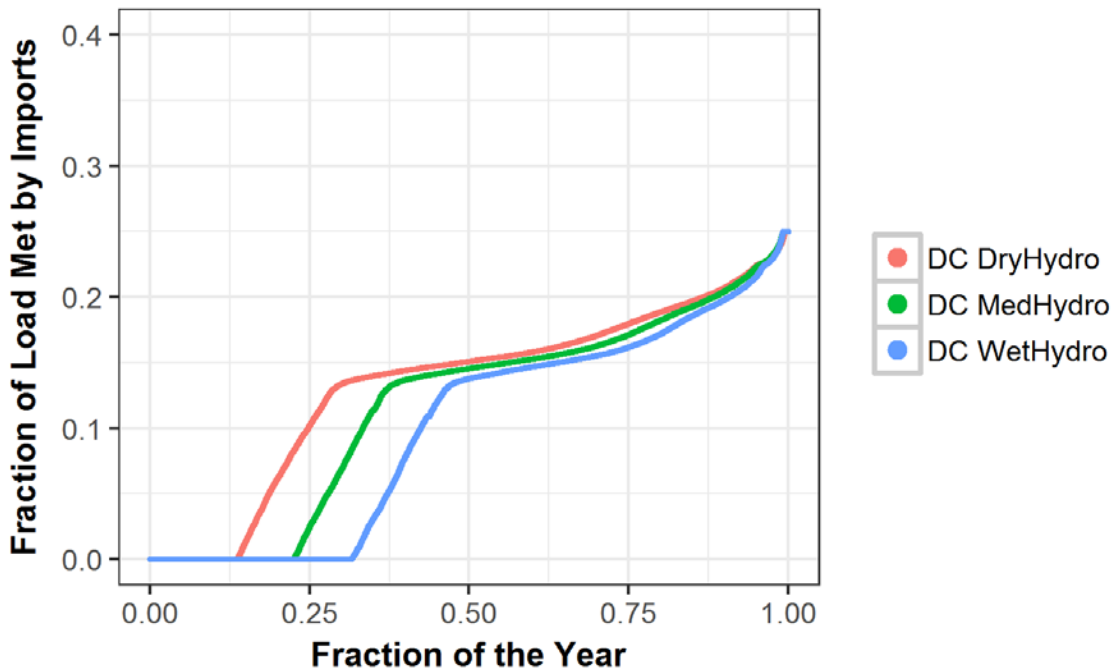 Fraction of Load Met by Imports
0.4
0.3
0.2
0.1
0.0
0.00 0.25 0.50 0.75 1.00
Fraction of the Year
DC DryHydro
DC MedHydro
DC WetHydro